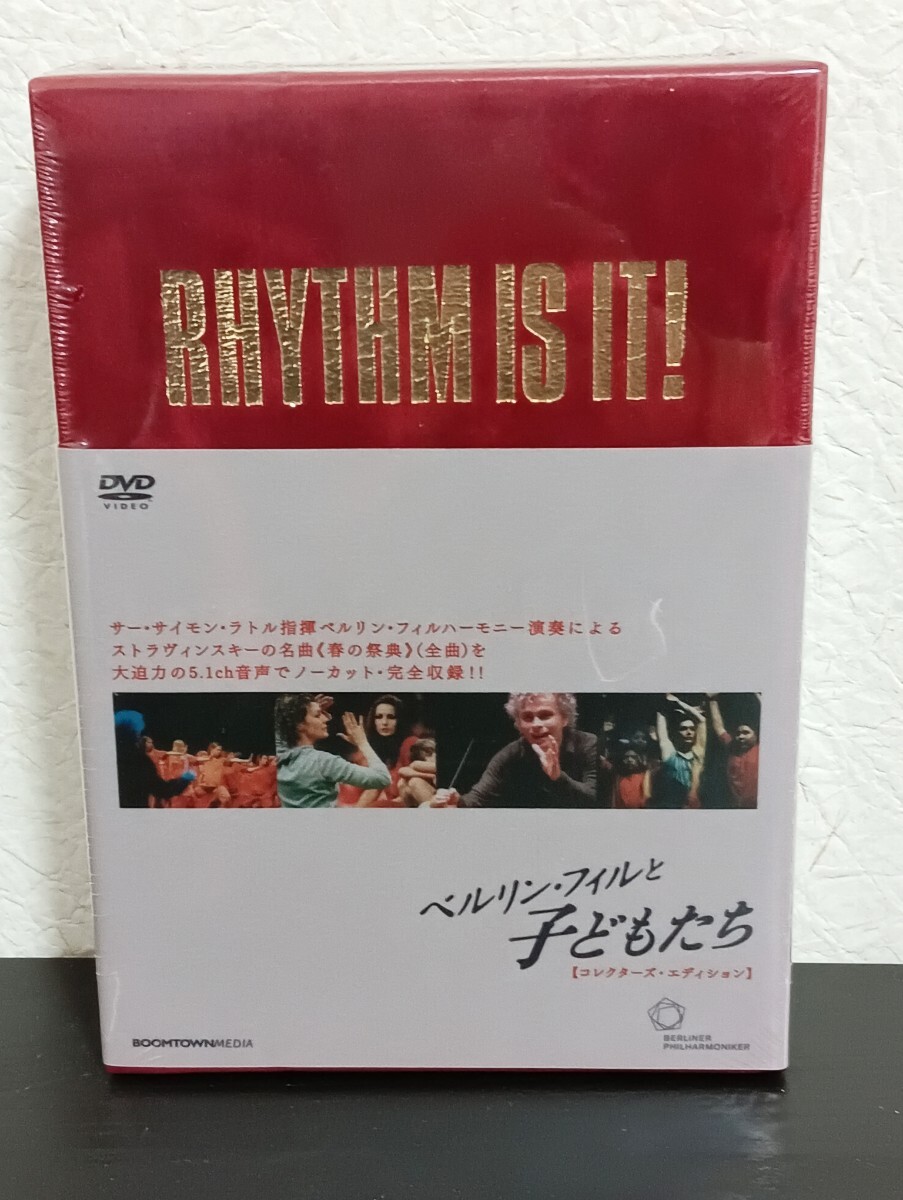 RHYTHM IS IT!
DVD
VIDEO
サー・サイモン・ラトル指揮ベルリン・フィルハーモニー演奏による
ストラヴィンスキーの名曲《春の祭典》(全曲)を
大迫力の5.1ch音声でノーカット・完全収録!!
ベルリン・フィルと
子どもたち
【コレクターズ・エディション】
BOOMTOWNMEDIA
BERLINER
PHILHARMONIKER